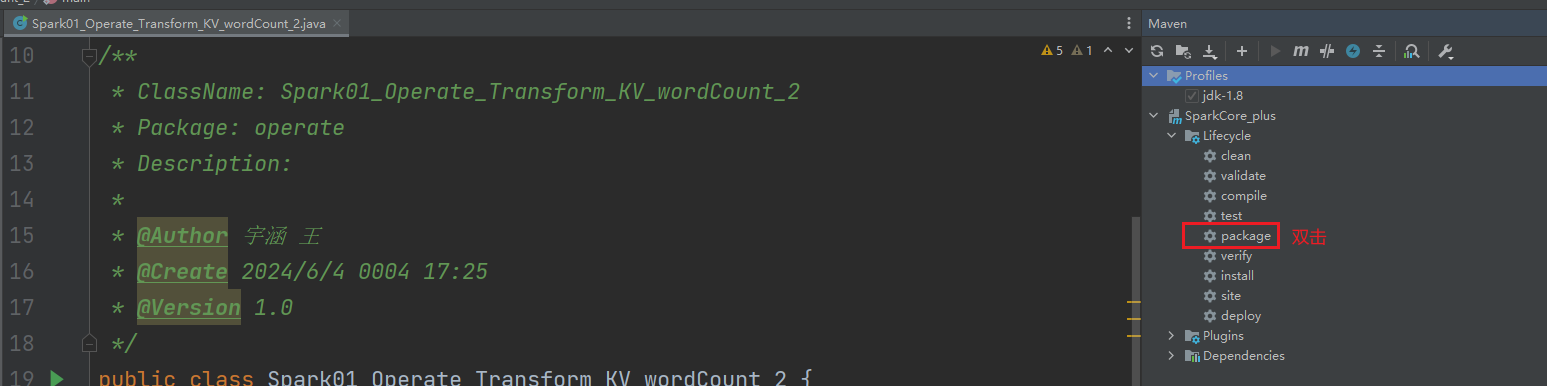 Spark01_Operate_Transform_KV_wordCount_2.java
Maven
10 /**
5 1
11 * ClassName: Spark01_Operate_Transform_KV_wordCount_2
12 * Package: operate
13 * Description:
14 *
15 * @Author 宇涵 王
16 * @Create 2024/6/4 0004 17:25
17 * @Version 1.0
18 */
19 public class Spark01_Operate_Transform_KV_wordCount_2 {
Profiles
jdk-1.8
SparkCore_plus
Lifecycle
clean
validate
compile
test
package 双击
verify
install
site
deploy
Plugins
Dependencies